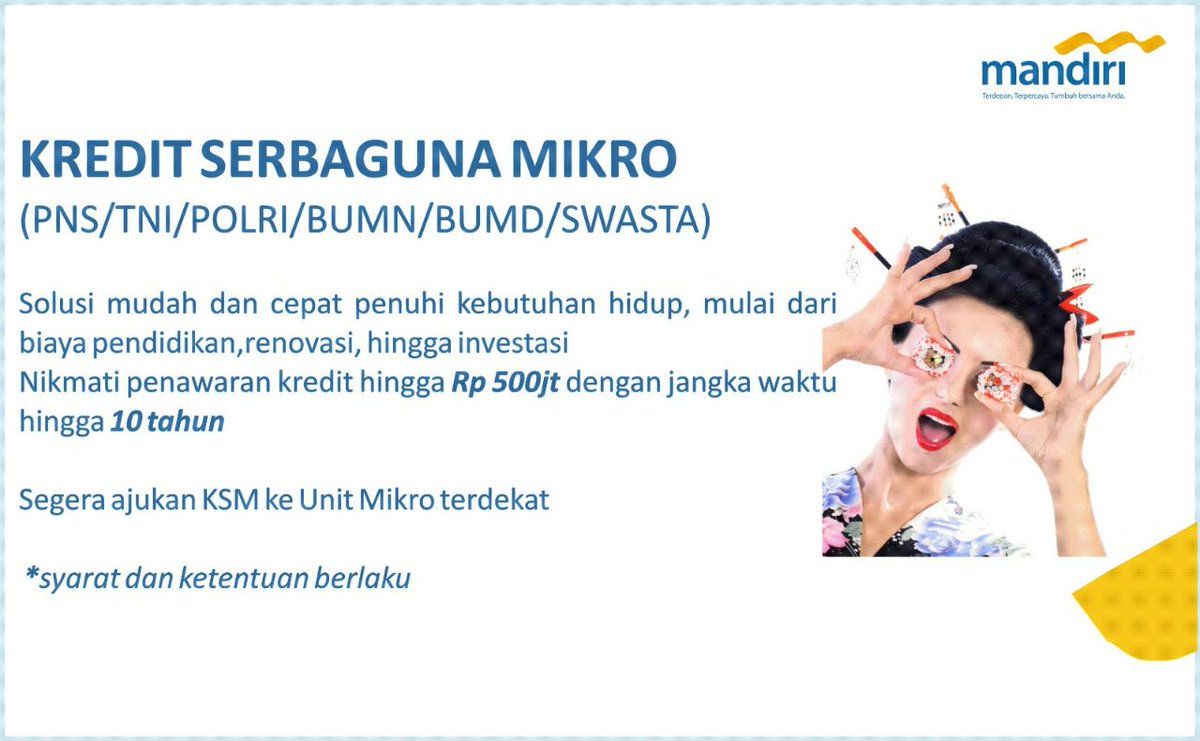 mandiri
Terdepan, Terpercaya. Tumbuh bersama Anda.
KREDIT SERBAGUNA MIKRO
(PNS/TNI/POLRI/BUMN/BUMD/SWASTA)
Solusi mudah dan cepat penuhi kebutuhan hidup, mulai dari
biaya pendidikan,renovasi, hingga investasi
Nikmati penawaran kredit hingga Rp 500jt dengan jangka waktu
hingga 10 tahun
Segera ajukan KSM ke Unit Mikro terdekat
*syarat dan ketentuan berlaku